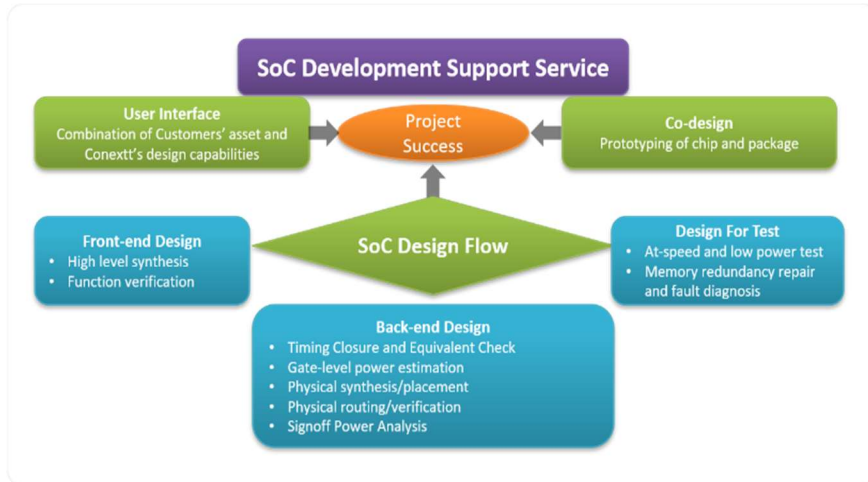 SoC Development Support Service
User Interface
Combination of Customers' asset and
Conextt's design capabilities
Project
Success
Co-design
Prototyping of chip and package
Front-end Design
• High level synthesis
• Function verification
SoC Design Flow
Design For Test
• At-speed and low power test
• Memory redundancy repair
and fault diagnosis
Back-end Design
• Timing Closure and Equivalent Check
• Gate-level power estimation
• Physical synthesis/placement
• Physical routing/verification
• Signoff Power Analysis